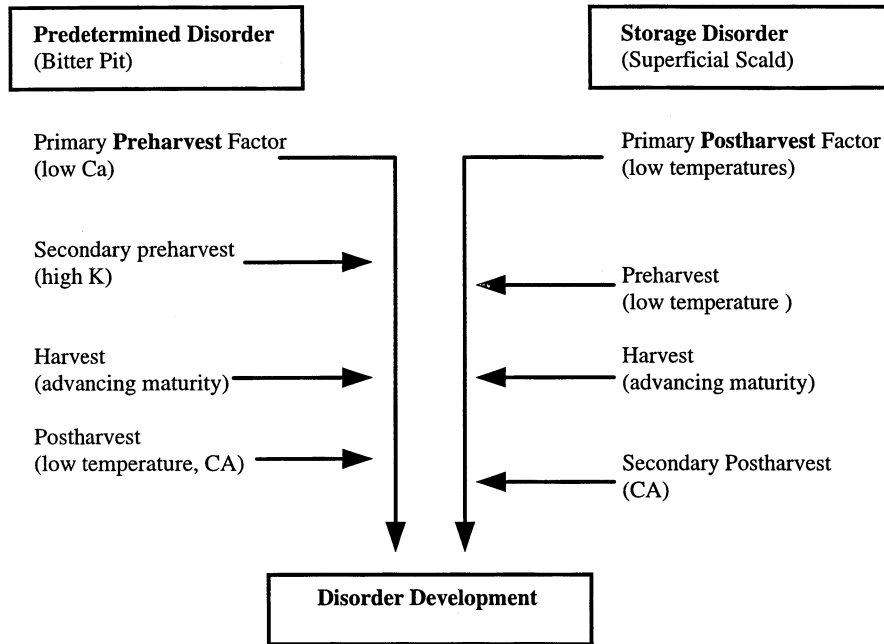 Predetermined Disorder
(Bitter Pit)
Storage Disorder
(Superficial Scald)
Primary Preharvest Factor
(low Ca)
Secondary preharvest
(high K)
Harvest
(advancing maturity)
Postharvest
(low temperature, CA)
Primary Postharvest Factor
(low temperatures)
Preharvest
(low temperature )
Harvest
(advancing maturity)
Secondary Postharvest
(CA)
Disorder Development